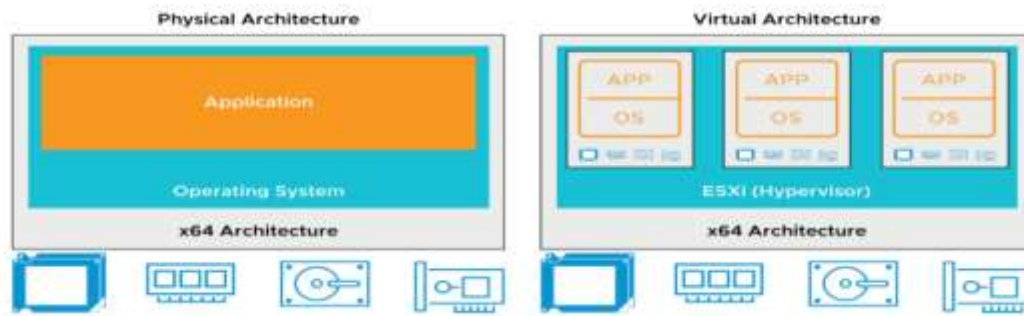 Physical Architecture
Application
Operating System
x64 Architecture
Virtual Architecture
APP
OS
APP
OS
APP
OS
ESXi (Hypervisor)
x64 Architecture